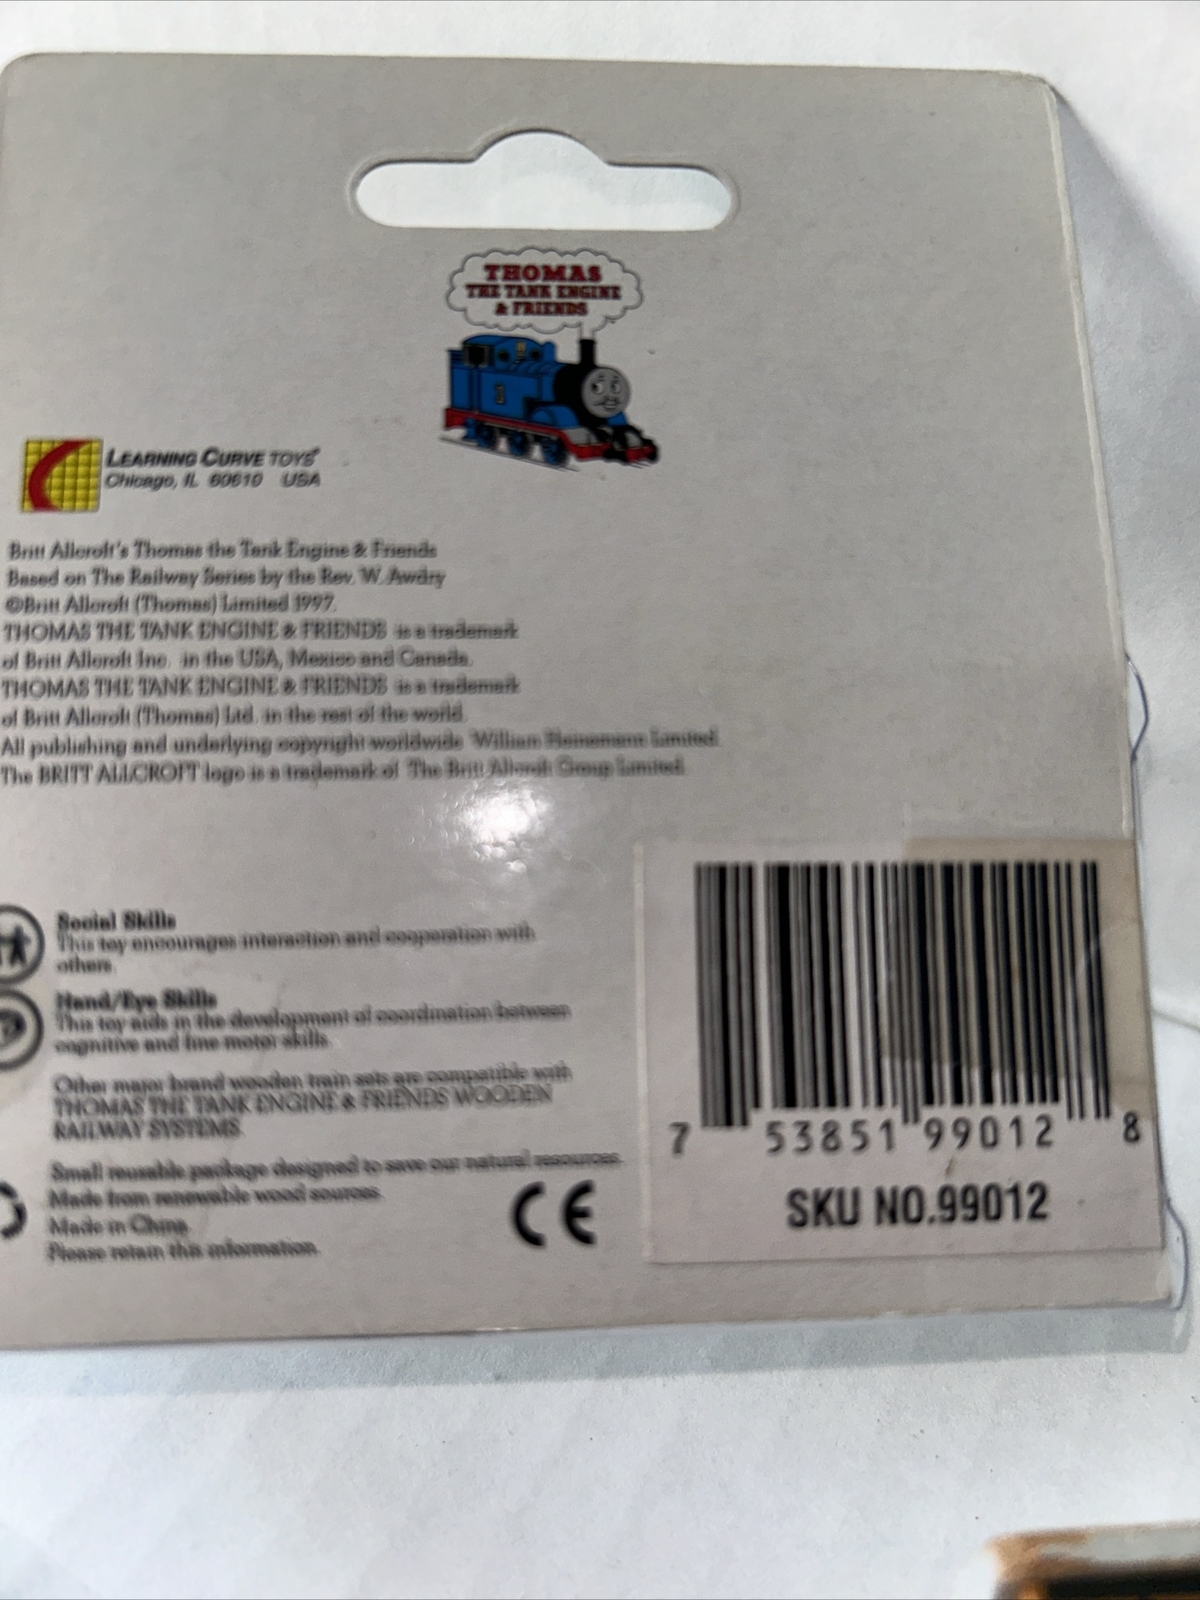 THOMAS
THE TANK ENGINE
& FRIENDS
LEARNING CURVE TOYS®
Chicago, IL 60610 USA
Britt Allcroft's Thomas the Tank Engine & Friends
Based on The Railway Series by the Rev. W. Awdry
©Britt Allcroft (Thomas) Limited 1997.
THOMAS THE TANK ENGINE & FRIENDS is a trademark
of Britt Allcroft Inc. in the USA, Mexico and Canada.
THOMAS THE TANK ENGINE & FRIENDS is a trademark
of Britt Allcroft (Thomas) Ltd. in the rest of the world.
All publishing and underlying copyright worldwide William Heinemann Limited.
The BRITT ALLCROFT logo is a trademark of The Britt Allcroft Group Limited.
Social Skills
This toy encourages interaction and cooperation with
others.
Hand/Eye Skills
This toy aids in the development of coordination between
cognitive and fine motor skills.
Other major brand wooden train sets are compatible with
THOMAS THE TANK ENGINE & FRIENDS WOODEN
RAILWAY SYSTEMS.
Small reusable package designed to save our natural resources.
Made from renewable wood sources.
Made in China.
Please retain this information.
CE
7 53851 99012 8
SKU NO.99012